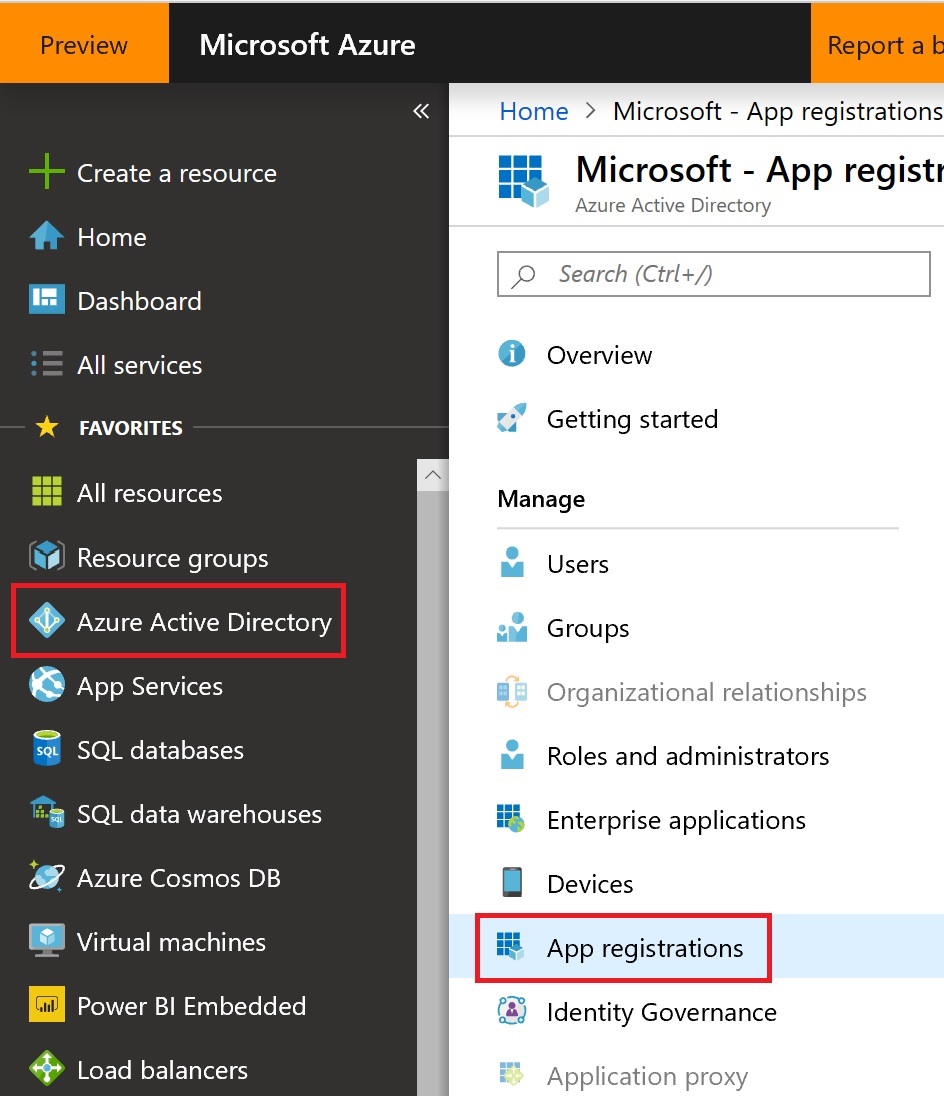 Preview
Microsoft Azure
Report a b
«
Home > Microsoft - App registrations
Microsoft - App registr
Azure Active Directory
Search (Ctrl+/)
Create a resource
Home
Dashboard
All services
FAVORITES
All resources
Resource groups
Azure Active Directory
App Services
SQL databases
SQL data warehouses
Azure Cosmos DB
Virtual machines
Power BI Embedded
Load balancers
Overview
Getting started
Manage
Users
Groups
Organizational relationships
Roles and administrators
Enterprise applications
Devices
App registrations
Identity Governance
Application proxy